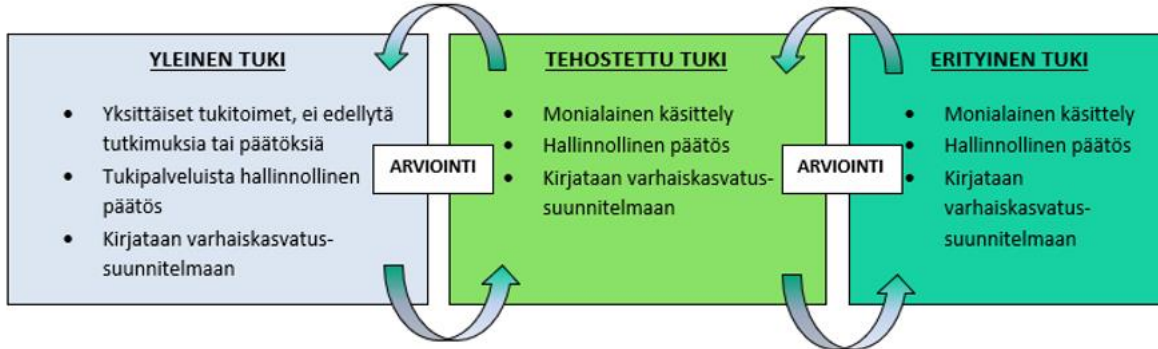 YLEINEN TUKI
• Yksittäiset tukitoimet, ei edellytä
tutkimuksia tai päätöksiä
• Tukipalveluista hallinnollinen
päätös
• Kirjataan varhaiskasvatus-
suunnitelmaan
ARVIOINTI
TEHOSTETTU TUKI
• Monialainen käsittely
• Hallinnollinen päätös
• Kirjataan varhaiskasvatus-
suunnitelmaan
ARVIOINTI
ERITYINEN TUKI
• Monialainen käsittely
• Hallinnollinen päätös
• Kirjataan
varhaiskasvatus-
suunnitelmaan